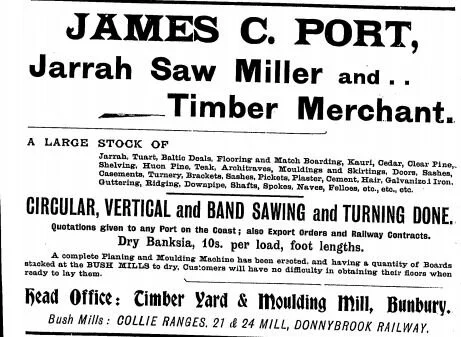 JAMES C. PORT,
Jarrah Saw Miller and . .
Timber Merchant.
A LARGE STOCK OF
Jarrah, Tuart, Baltic Deals, Flooring and Match Boarding, Kauri, Cedar, Clear Pine,
Shelving, Huon Pine, Teak, Architraves, Mouldings and Skirtings, Doors, Sashes,
Casements, Turnery, Brackets, Sashes, Pickets, Plaster, Cement, Hair, Galvanized Iron,
Guttering, Ridging, Downpipe, Shafts, Spokes, Naves, Felloes, etc., etc., etc.
CIRCULAR, VERTICAL and BAND SAWING and TURNING DONE.
Quotations given to any Port on the Coast; also Export Orders and Railway Contracts.
Dry Banksia, 10s. per load, foot lengths.
A complete Planing and Moulding Machine has been erected, and having a quantity of Boards
stacked at the BUSH MILLS to dry, Customers will have no difficulty in obtaining their floors when
ready to lay them.
Head Office: Timber Yard & Moulding Mill, Bunbury.
Bush Mills: COLLIE RANGES, 21 & 24 MILL, DONNYBROOK RAILWAY.